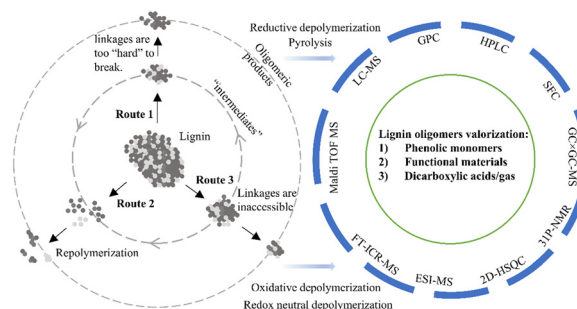 linkages are
too "hard" to
break.
Oligomeric
products
"intermediates"
Route 1
Lignin
Route 3
Linkages are
inaccessible
Route 2
Repolymerization
Reductive depolymerization
Pyrolysis
Oxidative depolymerization
Redox neutral depolymerization
Maldi TOF MS
LC-MS
GPC
HPLC
SFC
GC×GC-MS
31P-NMR
2D-HSQC
ESI-MS
FT-ICR-MS
Lignin oligomers valorization:
1) Phenolic monomers
2) Functional materials
3) Dicarboxylic acids/gas